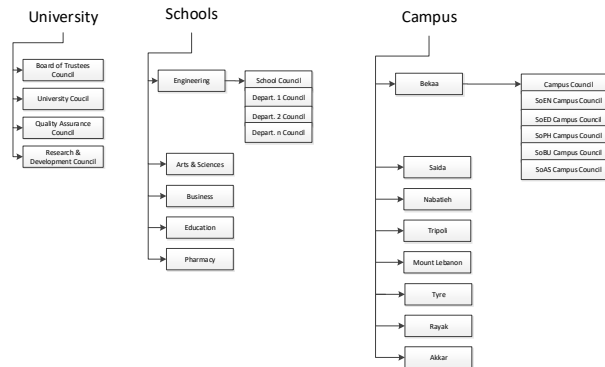 University
Board of Trustees
Council
University Coucil
Quality Assurance
Council
Research &
Development Council
Schools
Engineering
School Council
Depart. 1 Council
Depart. 2 Council
Depart. n Council
Arts & Sciences
Business
Education
Pharmacy
Campus
Bekaa
Campus Council
SoEN Campus Council
SoED Campus Council
SoPH Campus Council
SoBU Campus Council
SoAS Campus Council
Saida
Nabatieh
Tripoli
Mount Lebanon
Tyre
Rayak
Akkar